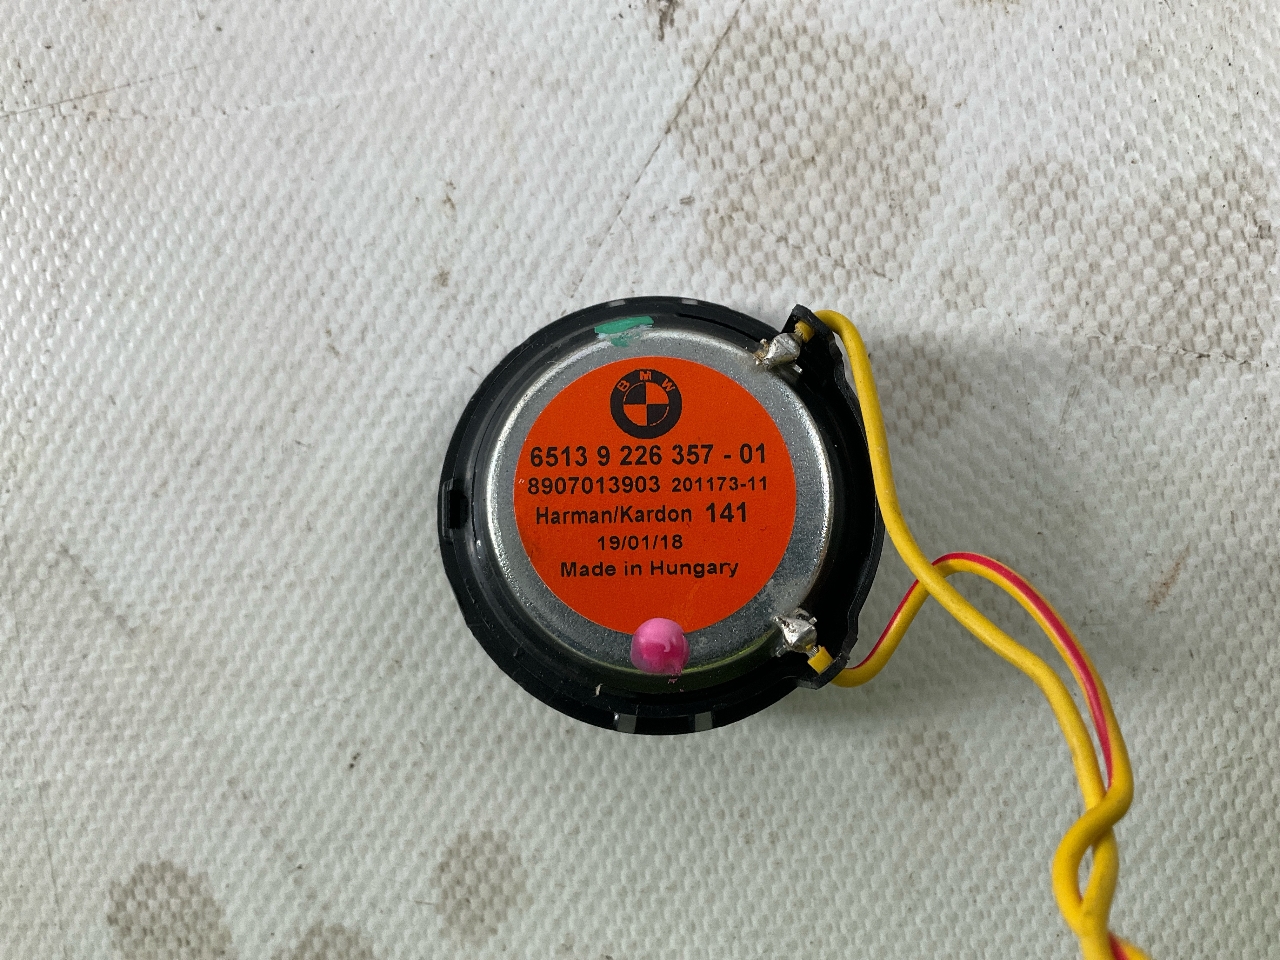 BMW
6513 9 226 357 - 01
8907013903 201173-11
Harman/Kardon 141
19/01/18
Made in Hungary